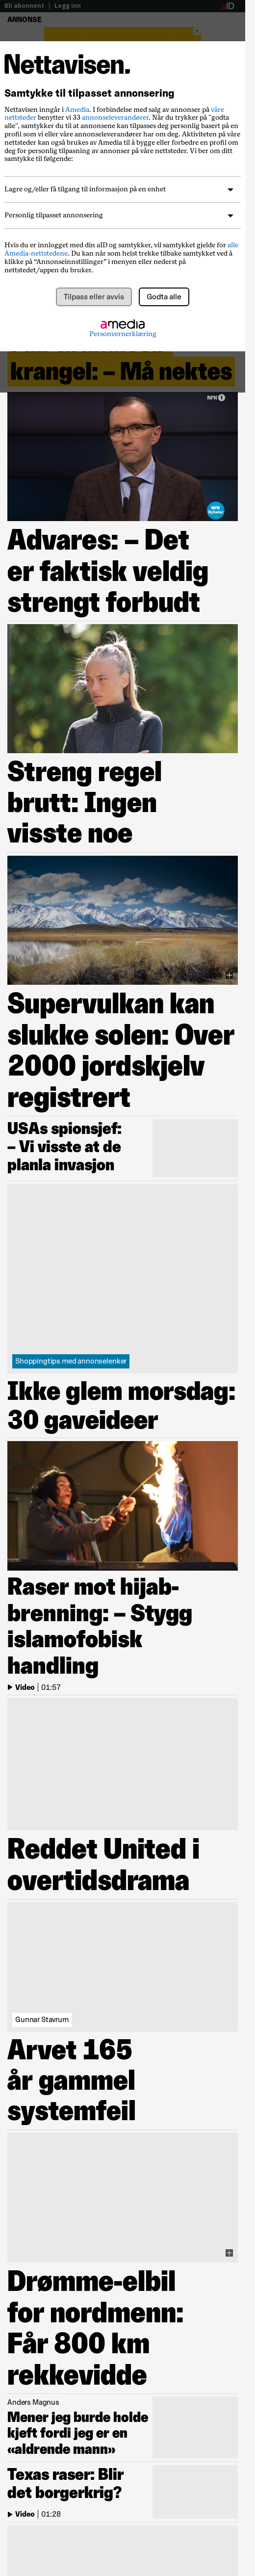 Bli abonnent | Logg inn
aID
ANNONSE
Nettavisen.
Samtykke til tilpasset annonsering
Nettavisen inngår i Amedia. I forbindelse med salg av annonser på våre
nettsteder benytter vi 33 annonseleverandører. Når du trykker på "godta
alle", samtykker du til at annonsene kan tilpasses deg personlig basert på en
profil som vi eller våre annonseleverandører har om deg. Aktiviteten på våre
nettsteder kan også brukes av Amedia til å bygge eller forbedre en profil om
deg for personlig tilpassing av annonser på våre nettsteder. Vi ber om ditt
samtykke til følgende:
Lagre og/eller få tilgang til informasjon på en enhet
Personlig tilpasset annonsering
Hvis du er innlogget med din aID og samtykker, vil samtykket gjelde for alle
Amedia-nettstedene. Du kan når som helst trekke tilbake samtykket ved å
klikke på “Annonseinnstillinger” i menyen eller nederst på
nettstedet/appen du bruker.
Tilpass eller avvis
Godta alle
amedia
Personvernerklæring
krangel: – Må nektes
NRK 1
NRK
Nyheter
Advares: – Det
er faktisk veldig
strengt forbudt
Streng regel
brutt: Ingen
visste noe
Supervulkan kan
slukke solen: Over
2000 jordskjelv
registrert
USAs spionsjef:
– Vi visste at de
planla invasjon
Shoppingtips med annonselenker
Ikke glem morsdag:
30 gaveideer
Raser mot hijab-
brenning: – Stygg
islamofobisk
handling
Video | 01:57
Reddet United i
overtidsdrama
Gunnar Stavrum
Arvet 165
år gammel
systemfeil
Drømme-elbil
for nordmenn:
Får 800 km
rekkevidde
Anders Magnus
Mener jeg burde holde
kjeft fordi jeg er en
«aldrende mann»
Texas raser: Blir
det borgerkrig?
Video | 01:28